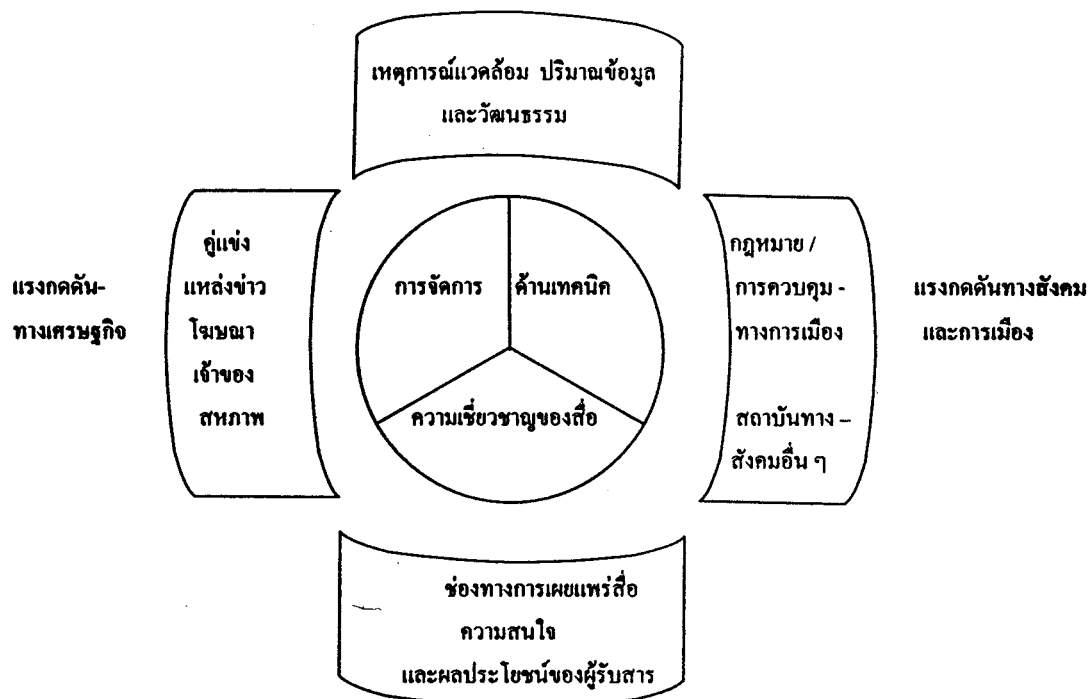 เหตุการณ์แวดล้อม ปริมาณข้อมูล
และวัฒนธรรม
แรงกดดัน-
ทางเศรษฐกิจ
คู่แข่ง
แหล่งข่าว
โฆษณา
เจ้าของ
สหภาพ
การจัดการ
ด้านเทคนิค
ความเชี่ยวชาญของสื่อ
กฎหมาย /
การควบคุม -
ทางการเมือง
สถาบันทาง –
สังคมอื่น ๆ
แรงกดดันทางสังคม
และการเมือง
ช่องทางการเผยแพร่สื่อ
ความสนใจ
และผลประโยชน์ของผู้รับสาร